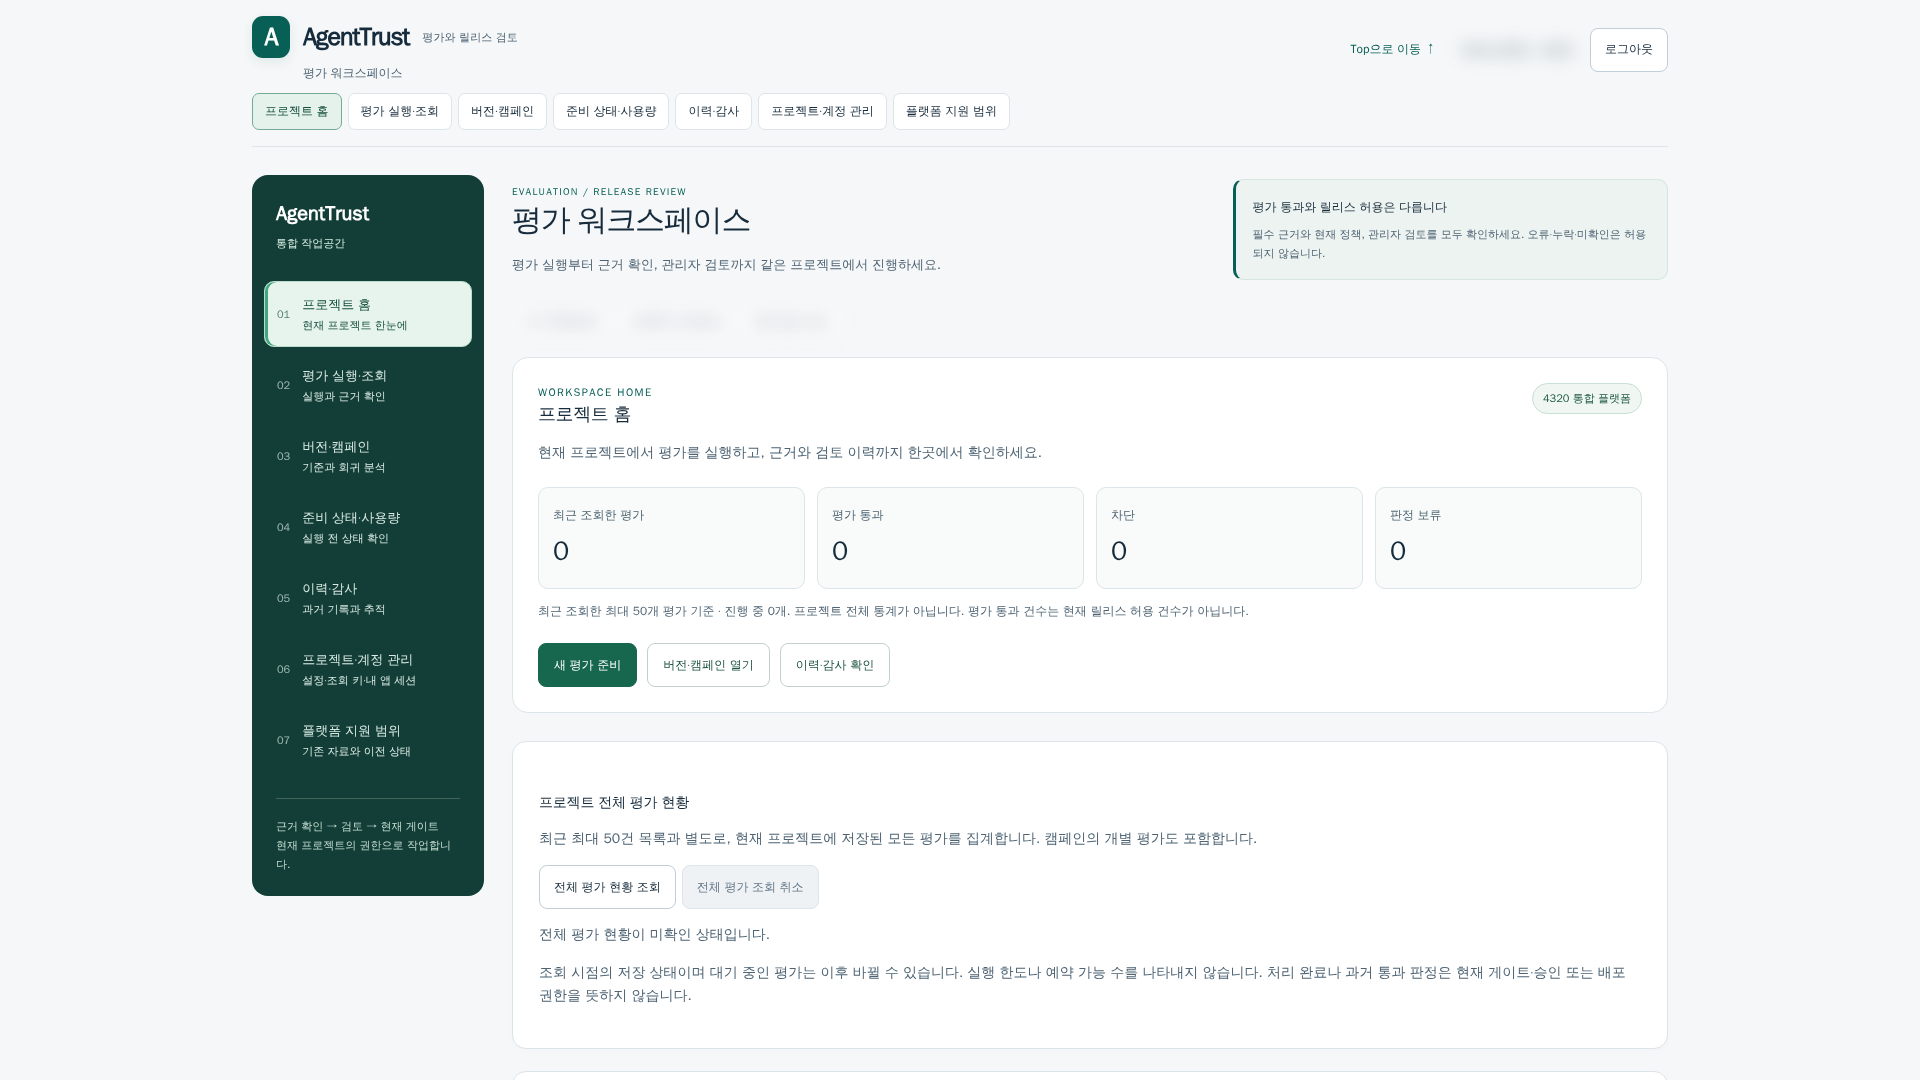 A
AgentTrust
평가와 릴리스 검토
평가 워크스페이스
Top으로 이동 ↑
로그아웃
프로젝트 홈
평가 실행·조회
버전·캠페인
준비 상태·사용량
이력·감사
프로젝트·계정 관리
플랫폼 지원 범위
AgentTrust
통합 작업공간
01
프로젝트 홈
현재 프로젝트 한눈에
02
평가 실행·조회
실행과 근거 확인
03
버전·캠페인
기준과 회귀 분석
04
준비 상태·사용량
실행 전 상태 확인
05
이력·감사
과거 기록과 추적
06
프로젝트·계정 관리
설정·조회 키·내 앱 세션
07
플랫폼 지원 범위
기존 자료와 이전 상태
근거 확인 → 검토 → 현재 게이트
현재 프로젝트의 권한으로 작업합니
다.
EVALUATION / RELEASE REVIEW
평가 워크스페이스
평가 실행부터 근거 확인, 관리자 검토까지 같은 프로젝트에서 진행하세요.
평가 통과와 릴리스 허용은 다릅니다
필수 근거와 현재 정책, 관리자 검토를 모두 확인하세요. 오류·누락·미확인은 허용
되지 않습니다.
WORKSPACE HOME
프로젝트 홈
4320 통합 플랫폼
현재 프로젝트에서 평가를 실행하고, 근거와 검토 이력까지 한곳에서 확인하세요.
최근 조회한 평가
0
평가 통과
0
차단
0
판정 보류
0
최근 조회한 최대 50개 평가 기준 · 진행 중 0개. 프로젝트 전체 통계가 아닙니다. 평가 통과 건수는 현재 릴리스 허용 건수가 아닙니다.
새 평가 준비
버전·캠페인 열기
이력·감사 확인
프로젝트 전체 평가 현황
최근 최대 50건 목록과 별도로, 현재 프로젝트에 저장된 모든 평가를 집계합니다. 캠페인의 개별 평가도 포함합니다.
전체 평가 현황 조회
전체 평가 조회 취소
전체 평가 현황이 미확인 상태입니다.
조회 시점의 저장 상태이며 대기 중인 평가는 이후 바뀔 수 있습니다. 실행 한도나 예약 가능 수를 나타내지 않습니다. 처리 완료나 과거 통과 판정은 현재 게이트·승인 또는 배포
권한을 뜻하지 않습니다.